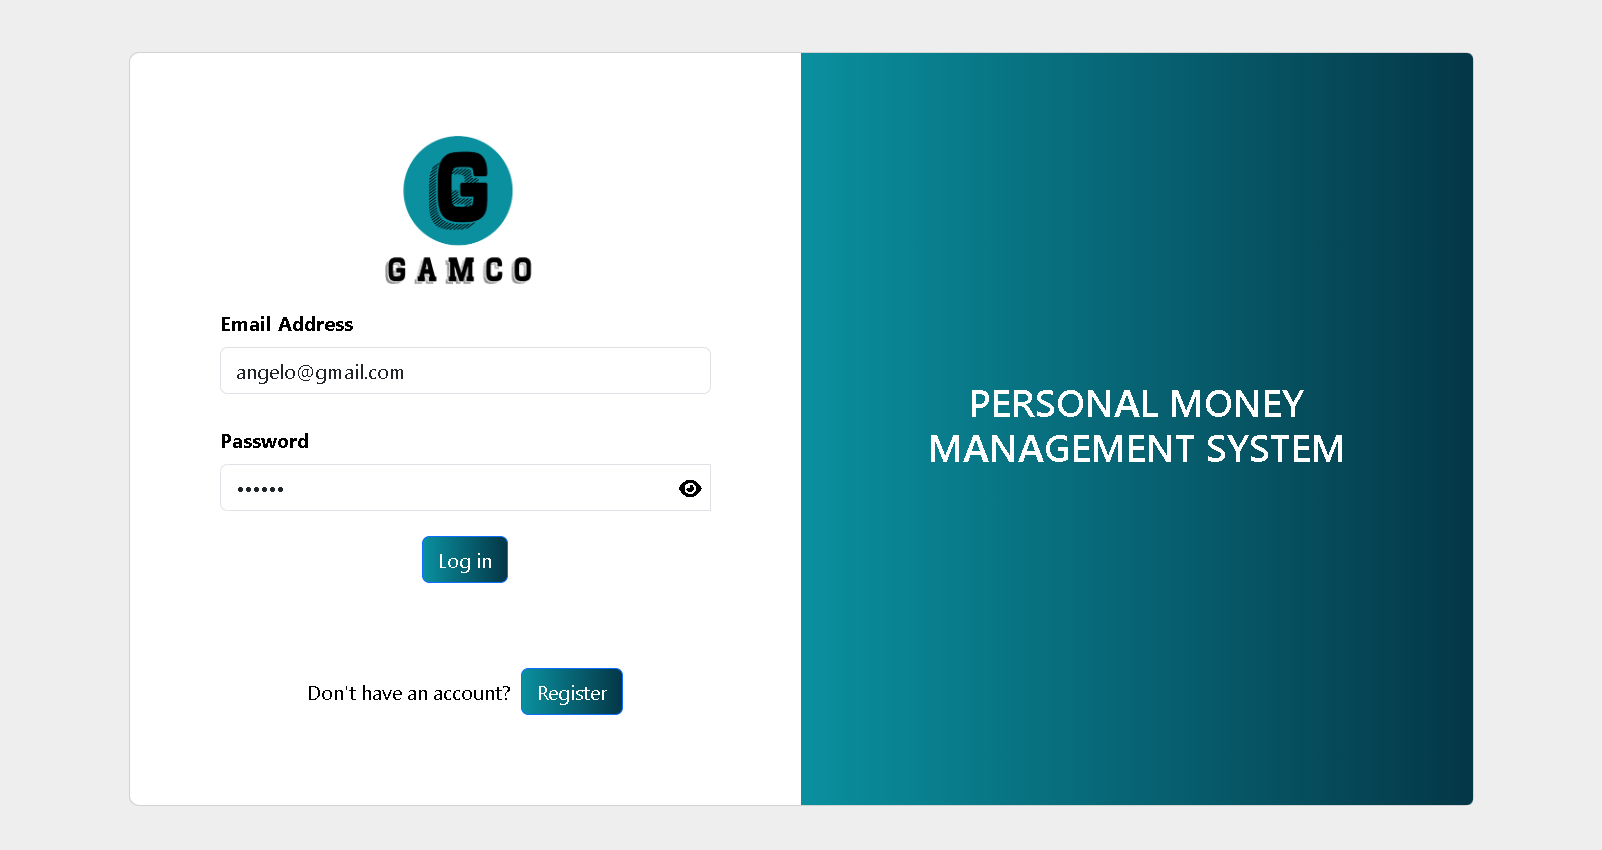 G
GAMCO
Email Address
angelo@gmail.com
Password
••••••
Log in
Don't have an account? Register
PERSONAL MONEY
MANAGEMENT SYSTEM